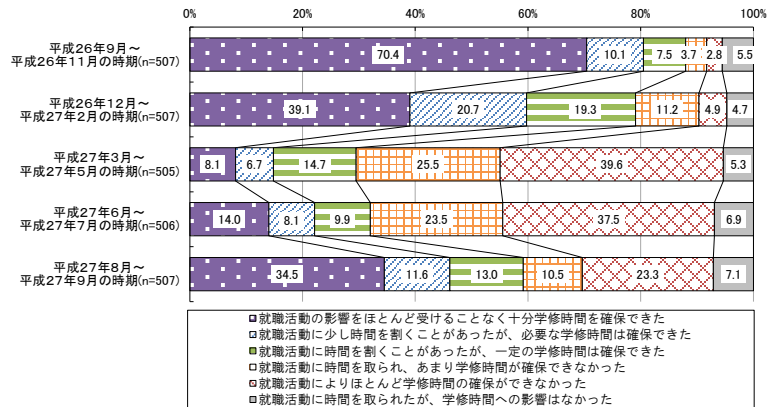 0% 20% 40% 60% 80% 100%
平成26年9月～
平成26年11月の時期(n=507)
70.4 10.1 7.5 3.7 2.8 5.5
平成26年12月～
平成27年2月の時期(n=507)
39.1 20.7 19.3 11.2 4.9 4.7
平成27年3月～
平成27年5月の時期(n=505)
8.1 6.7 14.7 25.5 39.6 5.3
平成27年6月～
平成27年7月の時期(n=506)
14.0 8.1 9.9 23.5 37.5 6.9
平成27年8月～
平成27年9月の時期(n=507)
34.5 11.6 13.0 10.5 23.3 7.1
就職活動の影響をほとんど受けることなく十分学修時間を確保できた
就職活動に少し時間を割くことがあったが、必要な学修時間は確保できた
就職活動に時間を割くことがあったが、一定の学修時間は確保できた
就職活動に時間を取られ、あまり学修時間が確保できなかった
就職活動によりほとんど学修時間の確保ができなかった
就職活動に時間を取られたが、学修時間への影響はなかった